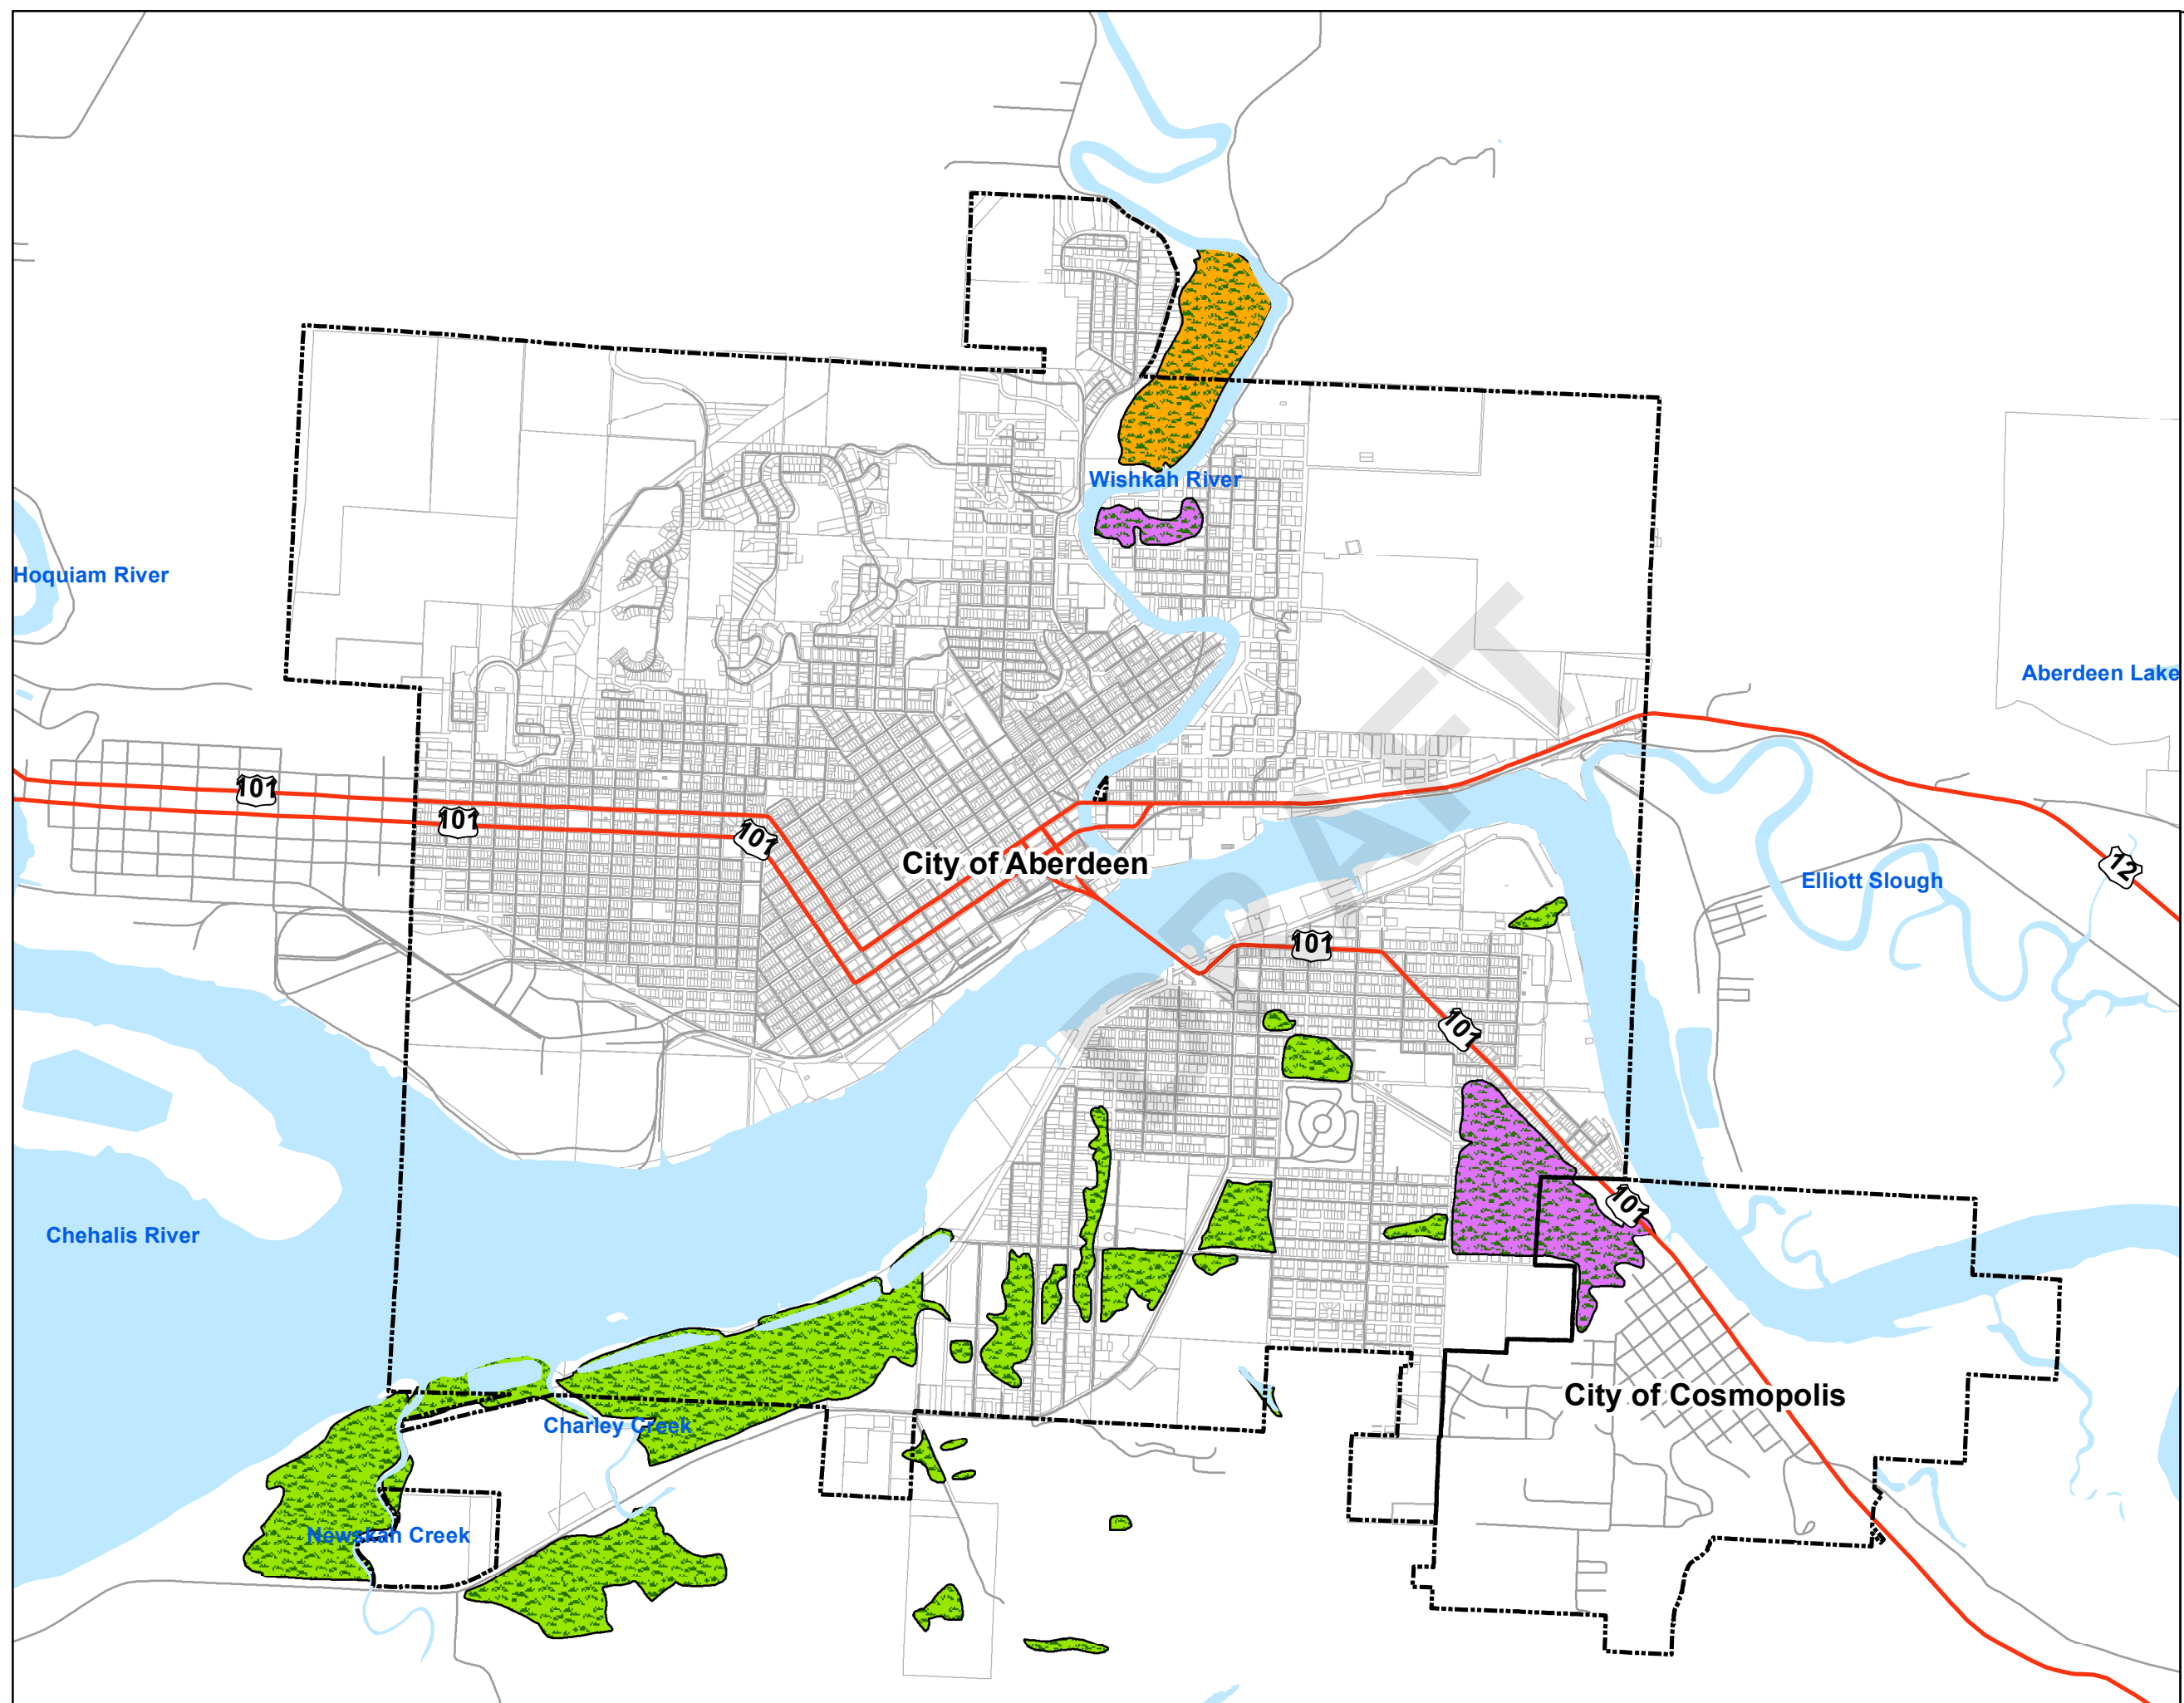 Wishkah River
Hoquiam River
Aberdeen Lake
101
101
101
City of Aberdeen
12
Elliott Slough
101
101
DRAFT
101
Chehalis River
City of Cosmopolis
Charley Creek
Newskah Creek